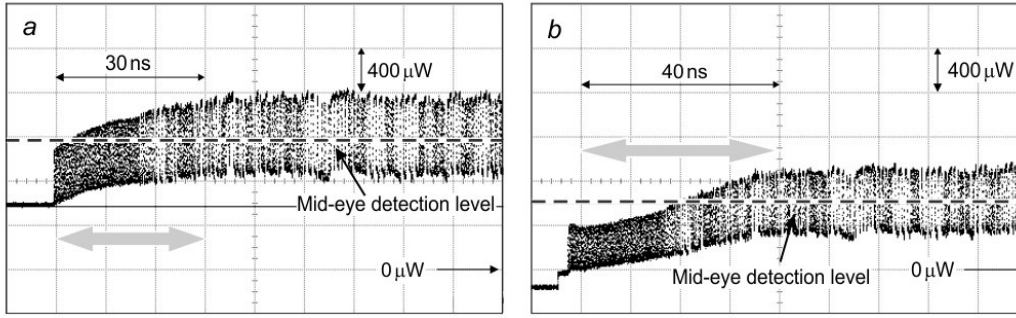 a
30 ns
400 μW
Mid-eye detection level
0 μW
b
40 ns
400 μW
Mid-eye detection level
0 μW